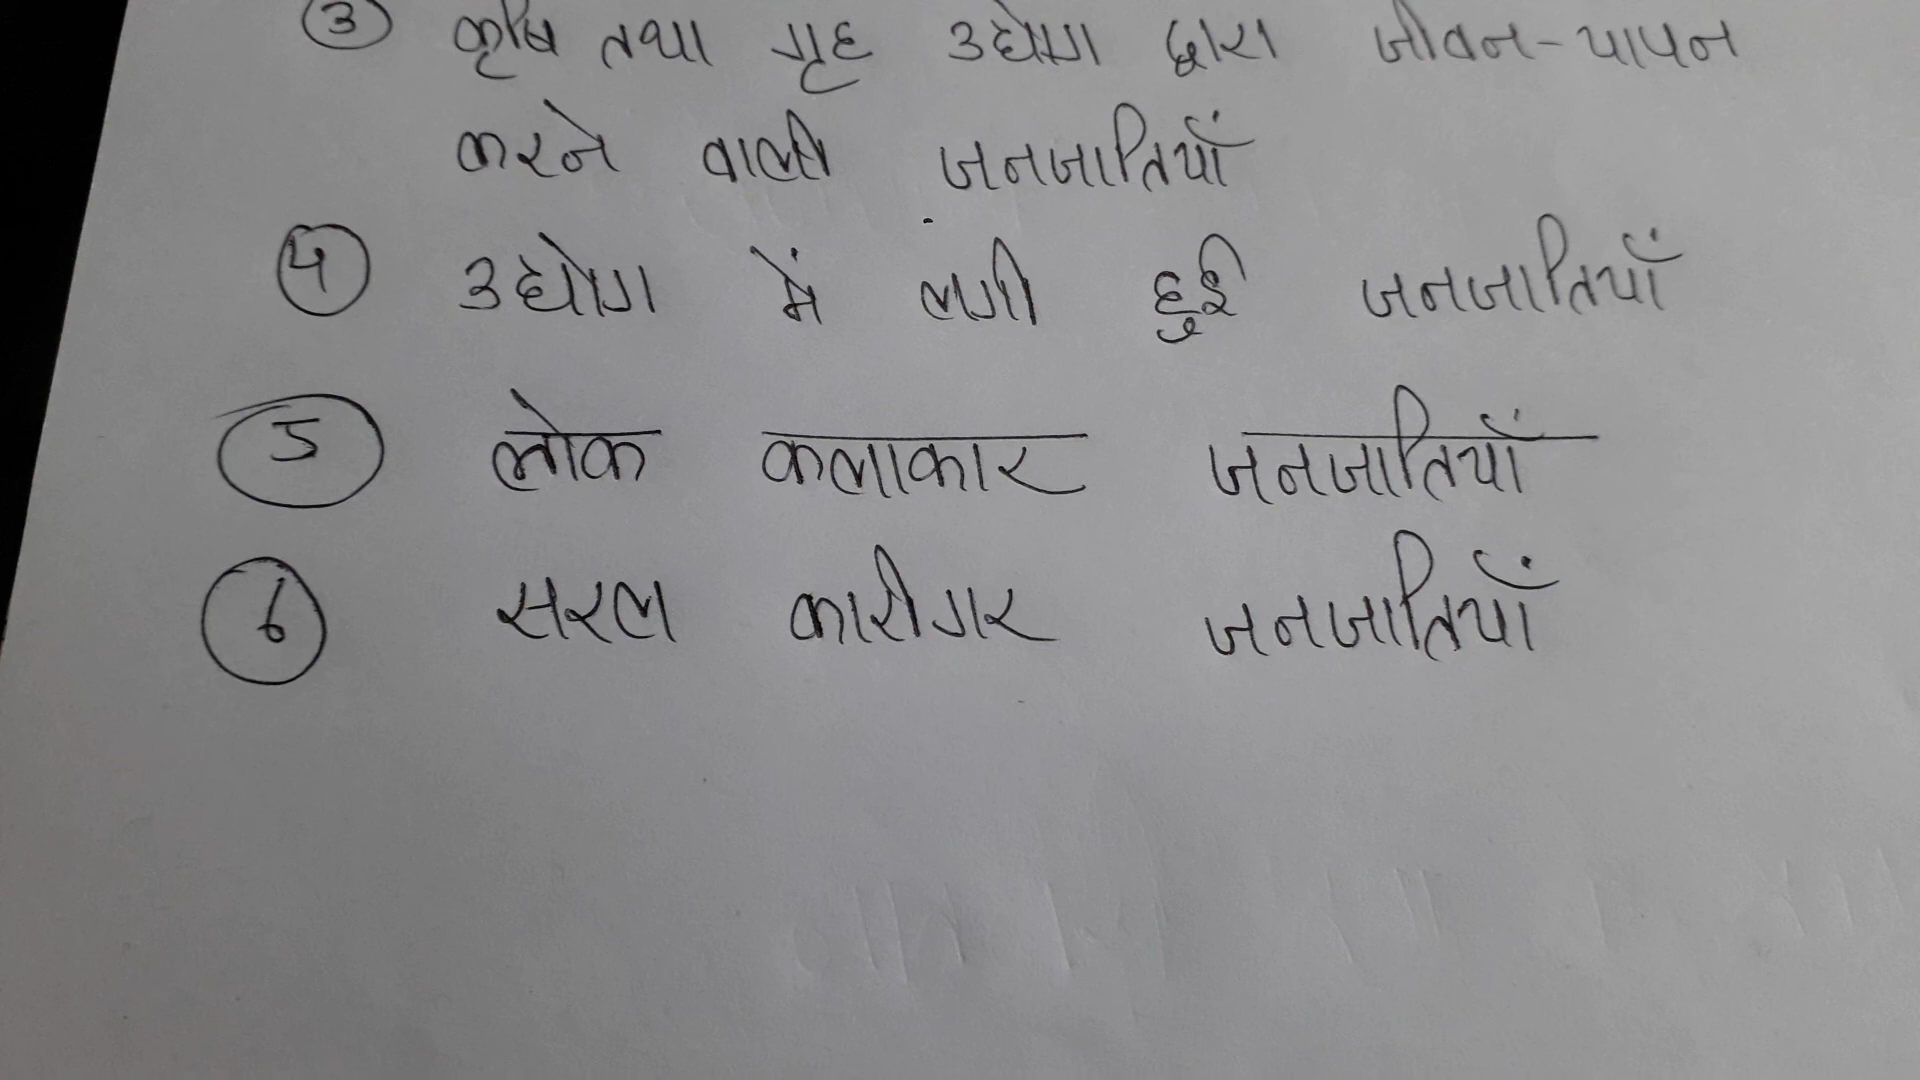 ③ कृषि तथा गृह उद्योग द्वारा जीवन-यापन
करने वाली जनजातियाँ
④ उद्योग में लगी हुई जनजातियाँ
⑤ लोक कलाकार जनजातियाँ
⑥ सरल कारीगर जनजातियाँ